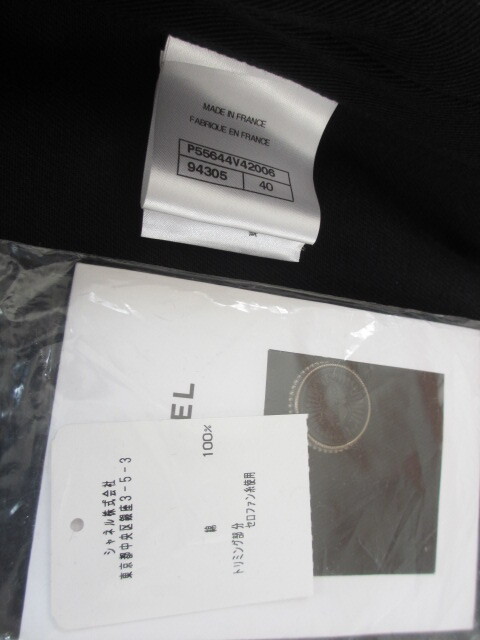 MADE IN FRANCE
FABRIQUE EN FRANCE
P55644V42006
94305 40
EL
シャネル株式会社
東京都中央区銀座3-5-3
綿 100%
トリミング部分
セロファン糸使用